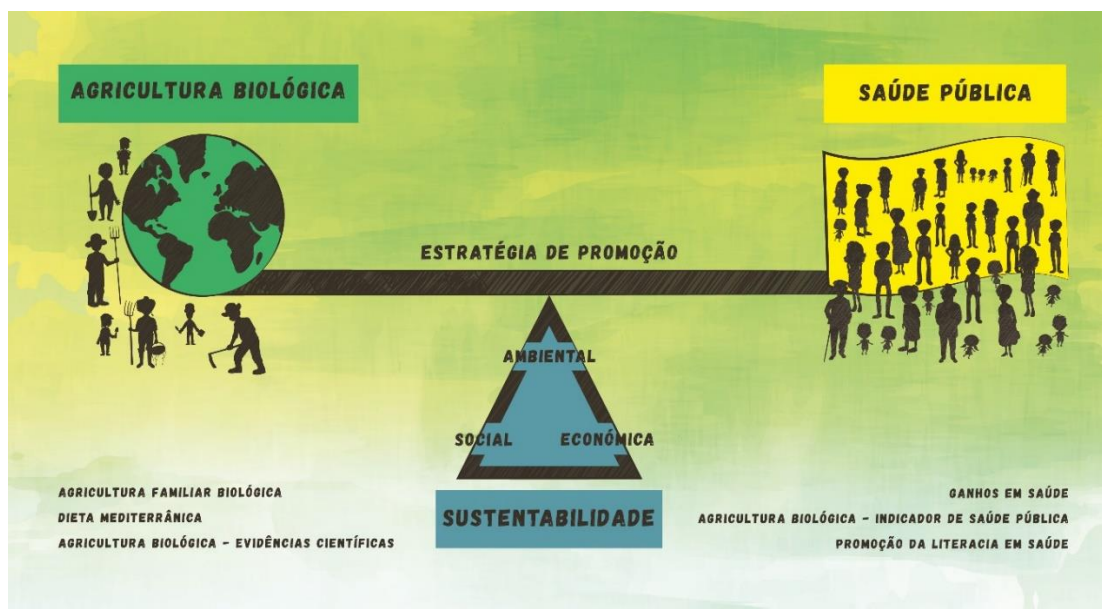 AGRICULTURA BIOLÓGICA
SAÚDE PÚBLICA
ESTRATÉGIA DE PROMOÇÃO
AMBIENTAL
SOCIAL
ECONÓMICA
SUSTENTABILIDADE
AGRICULTURA FAMILIAR BIOLÓGICA
DIETA MEDITERRÂNICA
AGRICULTURA BIOLÓGICA - EVIDÊNCIAS CIENTÍFICAS
GANHOS EM SAÚDE
AGRICULTURA BIOLÓGICA - INDICADOR DE SAÚDE PÚBLICA
PROMOÇÃO DA LITERACIA EM SAÚDE